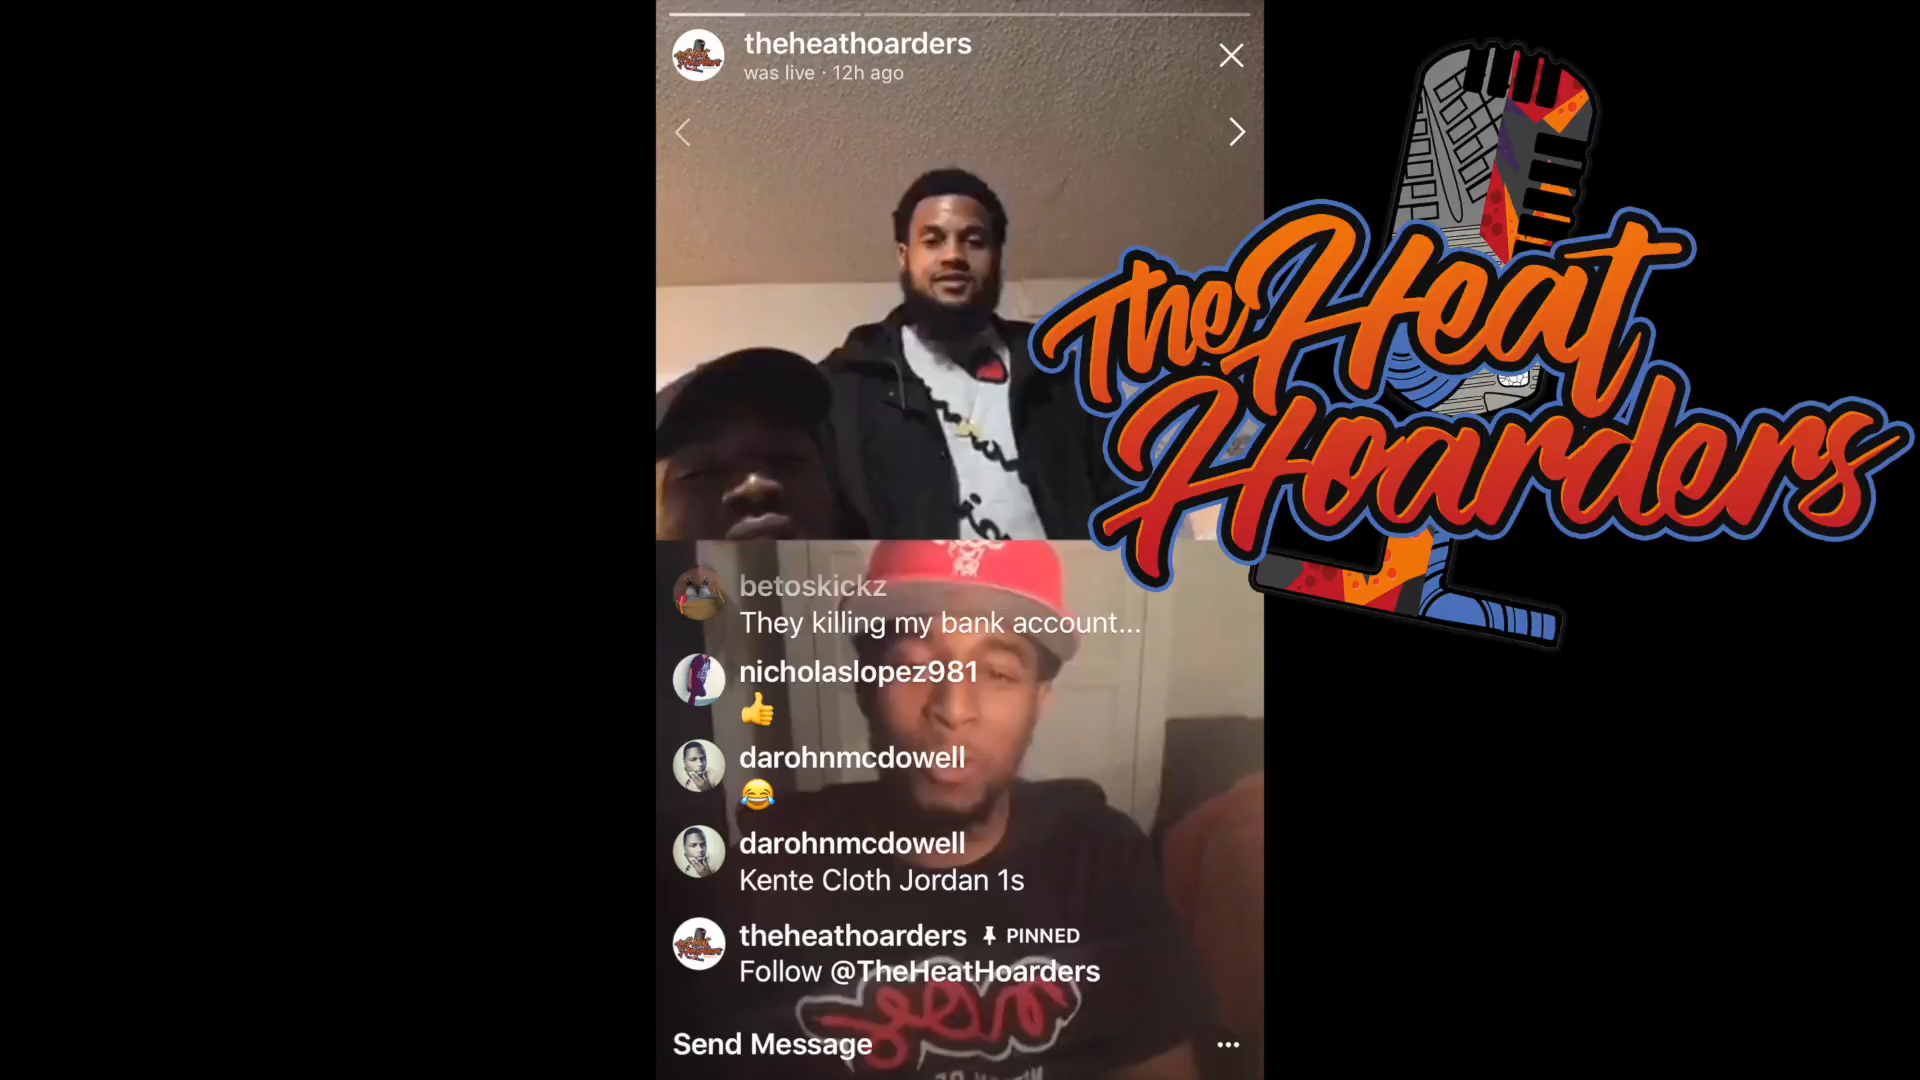 theheathoarders
was live · 12h ago
The Heat
Hoarders
betoskickz
They killing my bank account...
nicholaslopez981
👍
darohnmcdowell
😂
darohnmcdowell
Kente Cloth Jordan 1s
theheathoarders PINNED
Follow @TheHeatHoarders
Send Message